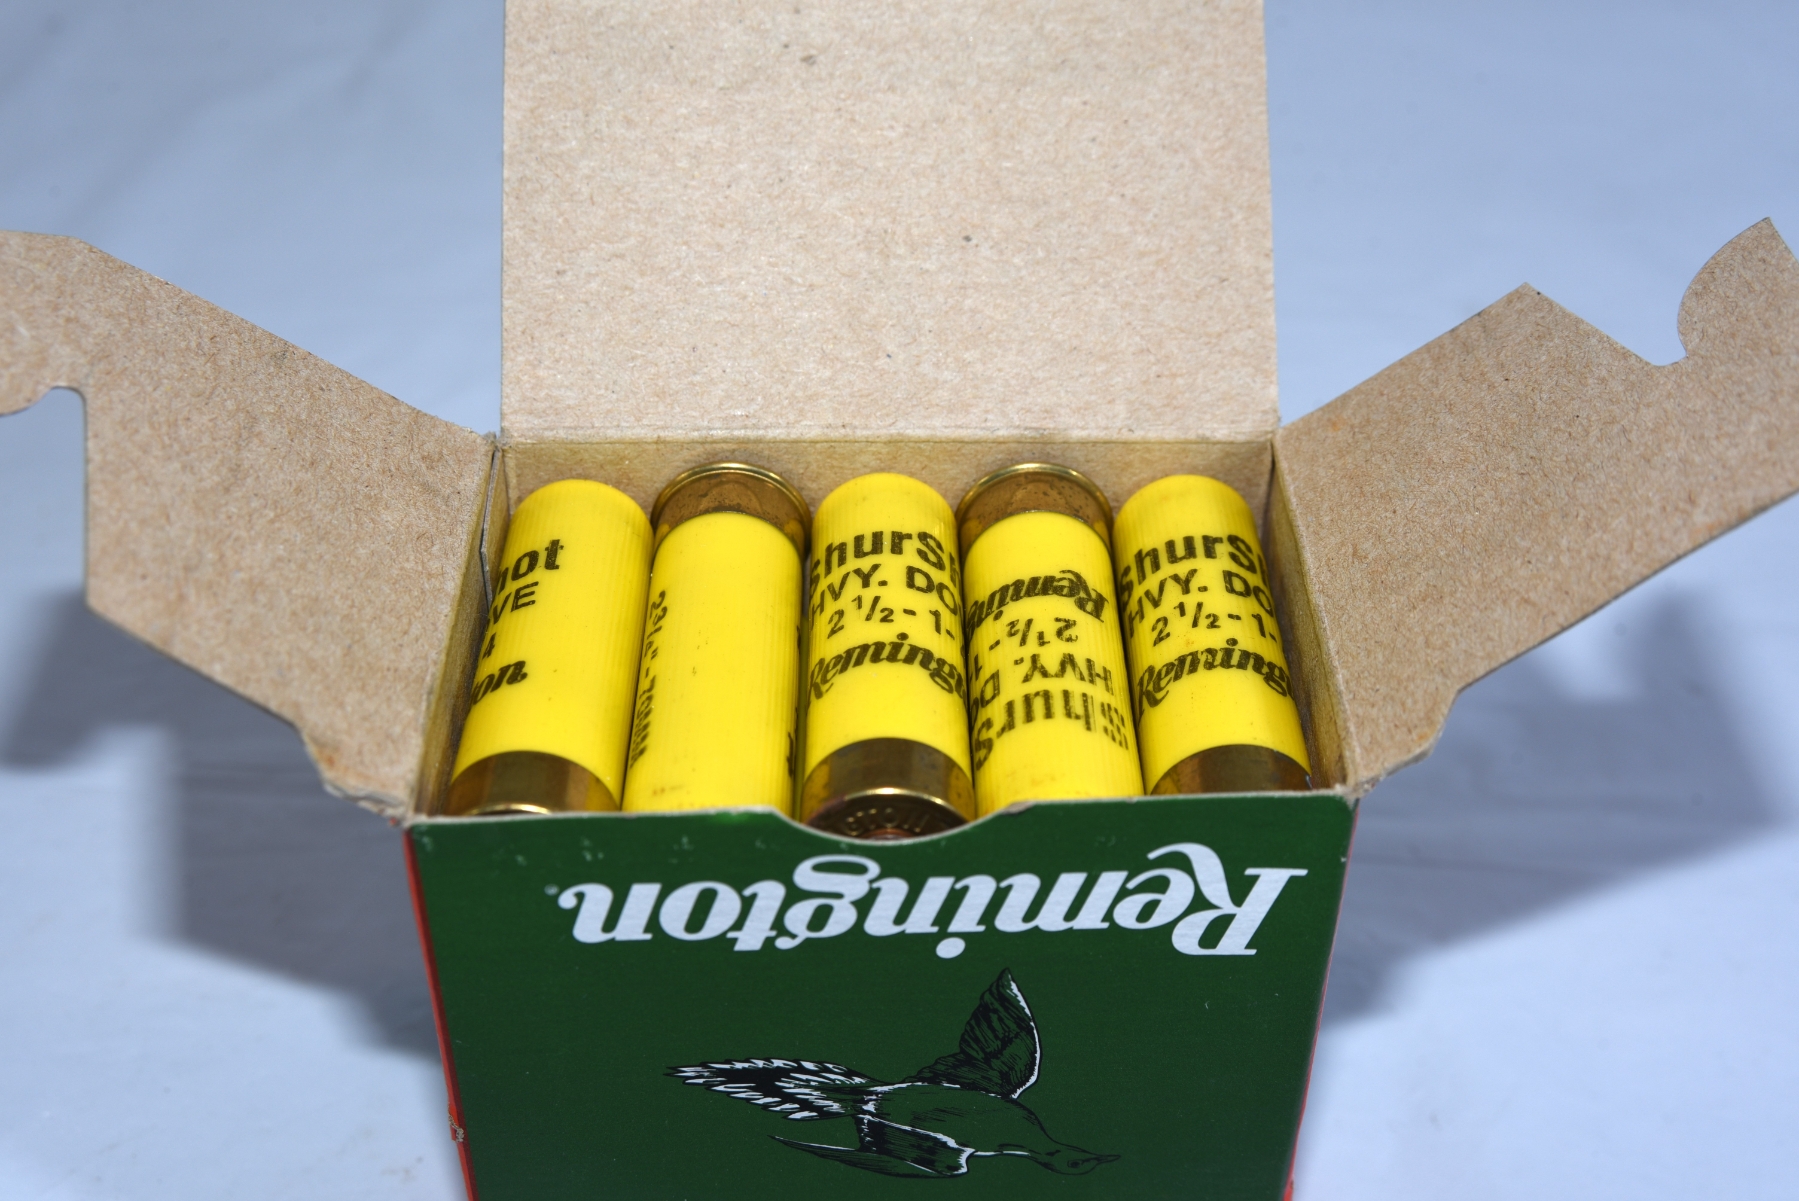 hot
VE
4
on
hurS
HVY. DO
2 1/2 - 1-
Reming
Shurs
HVY. D
2 1/2 - 1
Reming
ShurS
HVY. DO
2 1/2 - 1-
Reming
Remington